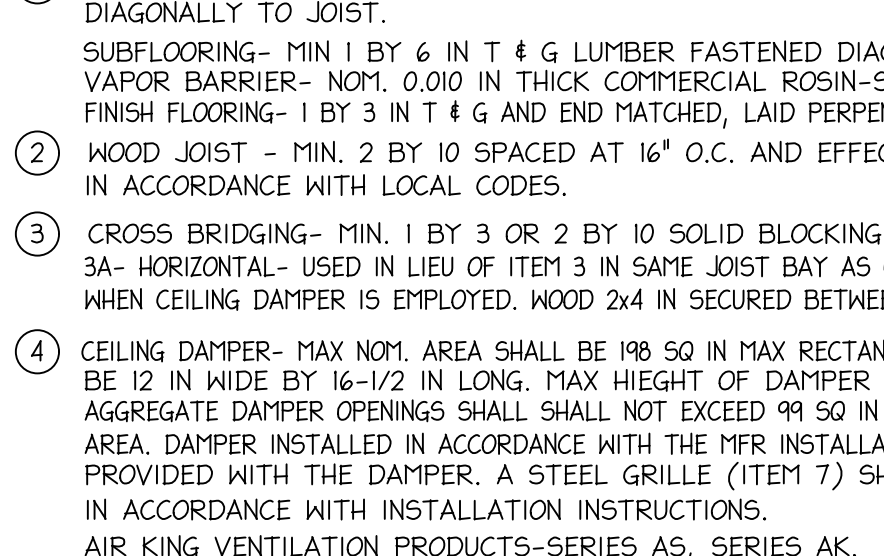 DIAGONALLY TO JOIST.
SUBFLOORING- MIN 1 BY 6 IN T & G LUMBER FASTENED
VAPOR BARRIER- NOM. 0.010 IN THICK COMMERCIAL
FINISH FLOORING- 1 BY 3 IN T & G AND END MATCHED, LAID
2 WOOD JOIST - MIN. 2 BY 10 SPACED AT 16" O.C. AND
IN ACCORDANCE WITH LOCAL CODES.
3 CROSS BRIDGING- MIN. 1 BY 3 OR 2 BY 10 SOLID BLOCKING
3A- HORIZONTAL- USED IN LIEU OF ITEM 3 IN SAME JOIST BAY AS
WHEN CEILING DAMPER IS EMPLOYED. WOOD 2x4 IN SECURED
4 CEILING DAMPER- MAX NOM. AREA SHALL BE 198 SQ IN MAX
BE 12 IN WIDE BY 16-1/2 IN LONG. MAX HIEGHT OF DAMPER
AGGREGATE DAMPER OPENINGS SHALL SHALL NOT EXCEED 99 SQ IN
AREA. DAMPER INSTALLED IN ACCORDANCE WITH THE MFR
PROVIDED WITH THE DAMPER. A STEEL GRILLE (ITEM 7)
IN ACCORDANCE WITH INSTALLATION INSTRUCTIONS.
AIR KING VENTILATION PRODUCTS-SERIES AS, SERIES AK.